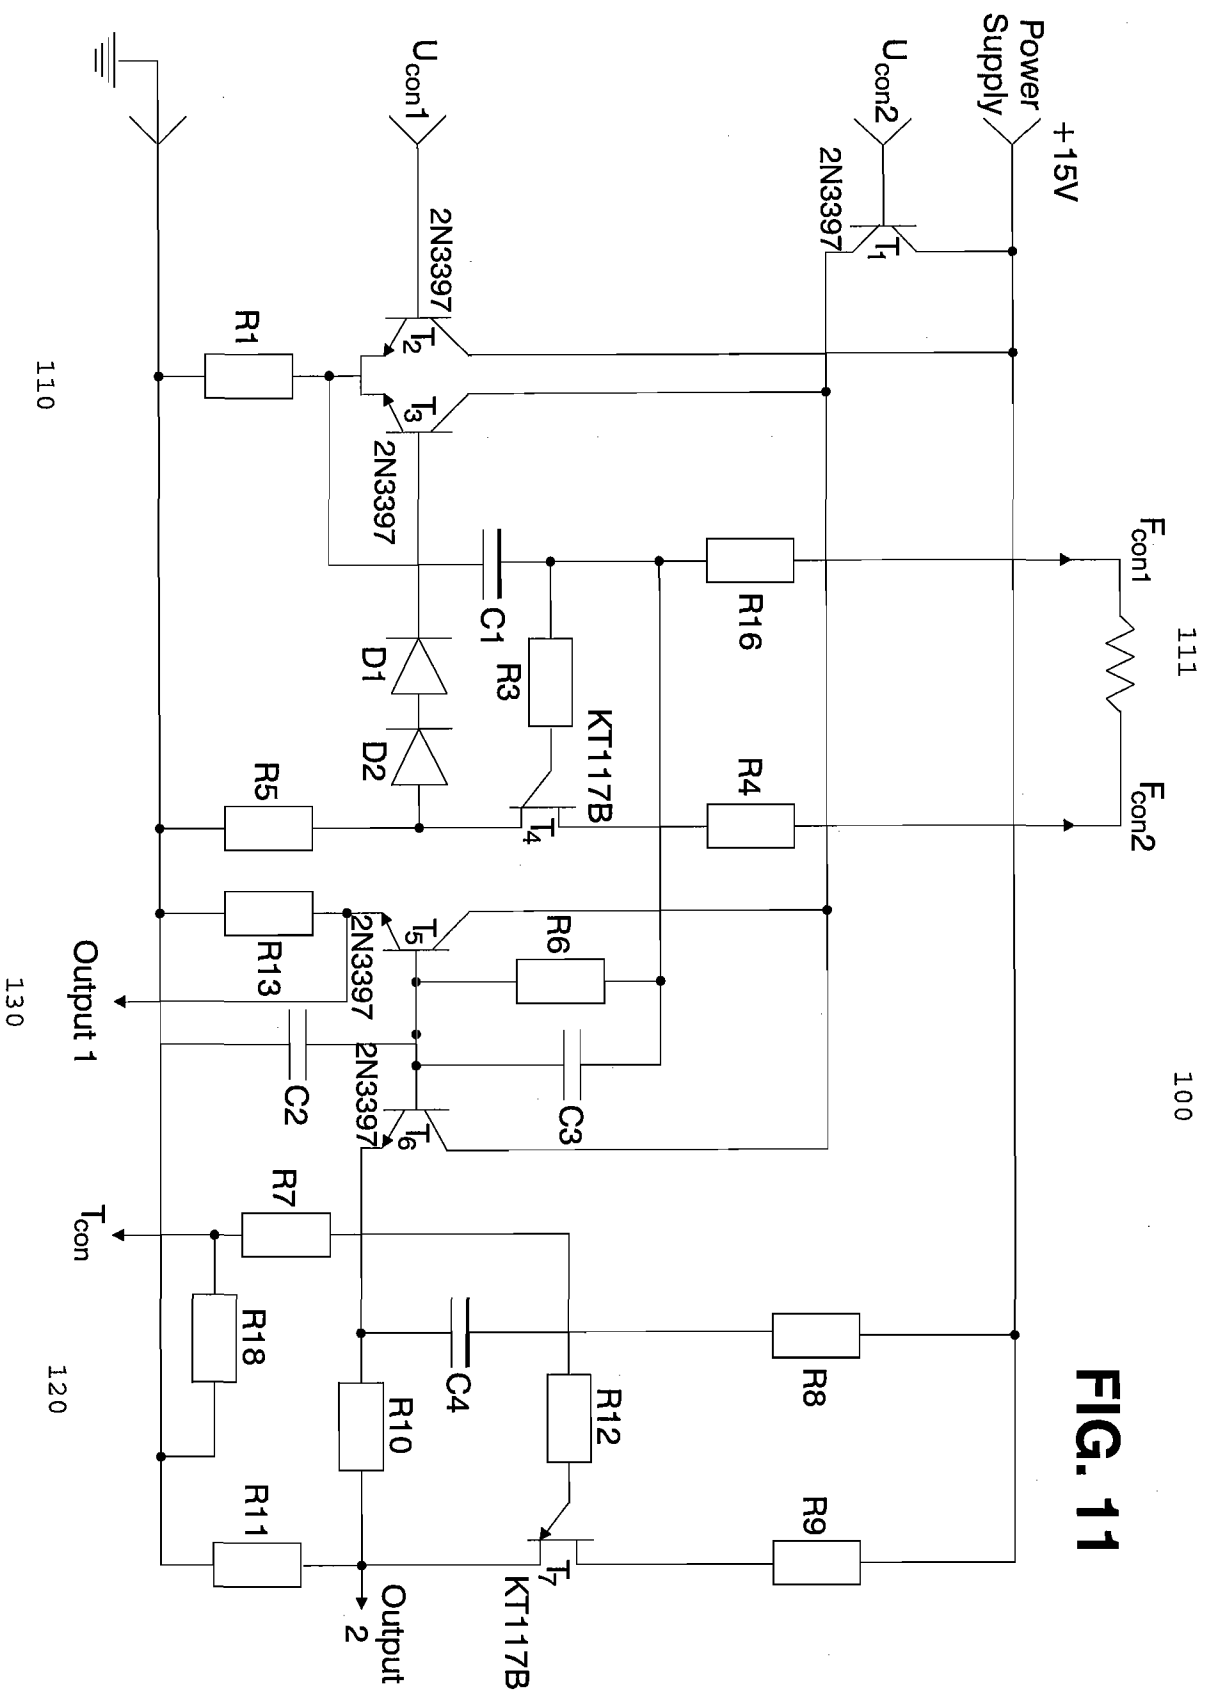 FIG. 11
100
111
Fcon1
Fcon2
Power
Supply
+15V
Ucon2
2N3397
T1
R16
R4
R8
R9
Ucon1
2N3397
T2
T3
2N3397
C1
R3
KT117B
T4
D1
D2
R6
T5
2N3397
C3
T6
2N3397
C4
R12
T7
KT117B
R1
R5
R13
C2
R7
R18
R10
R11
Output
2
Output 1
Tcon
110
130
120